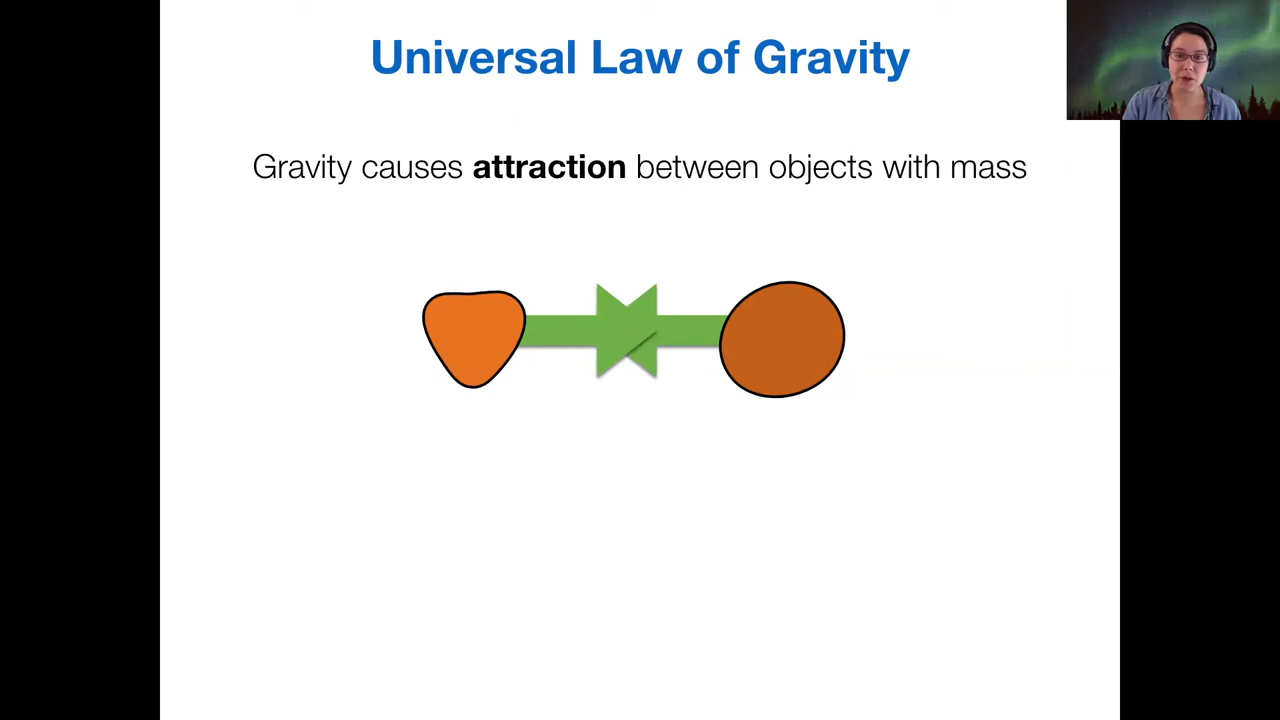 Universal Law of Gravity
Gravity causes attraction between objects with mass